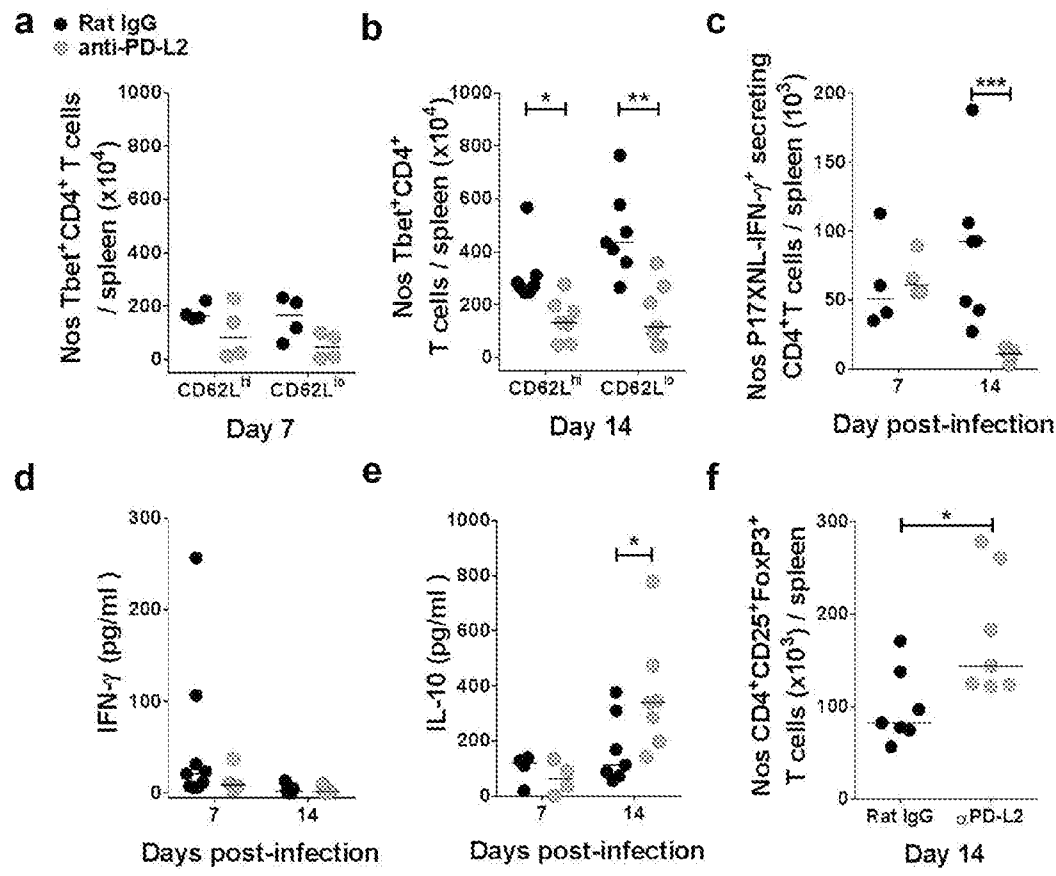 a
● Rat IgG
● anti-PD-L2
Nos Tbet⁺CD4⁺ T cells
/ spleen (x10⁴)
1000
800
600
400
200
0
CD62Lʰⁱ CD62Lˡᵒ
Day 7
b
Nos Tbet⁺CD4⁺
T cells / spleen (x10⁴)
1000
800
600
400
200
0
* **
CD62Lʰⁱ CD62Lˡᵒ
Day 14
c
Nos P17XNL-IFN-γ⁺ secreting
CD4⁺T cells / spleen (10³)
200
150
100
50
0
***
7 14
Day post-infection
d
IFN-γ (pg/ml )
300
200
100
0
7 14
Days post-infection
e
IL-10 (pg/ml )
1000
800
600
400
200
0
*
7 14
Days post-infection
f
Nos CD4⁺CD25⁺FoxP3⁺
T cells (x10³) / spleen
300
200
100
0
*
Rat IgG αPD-L2
Day 14